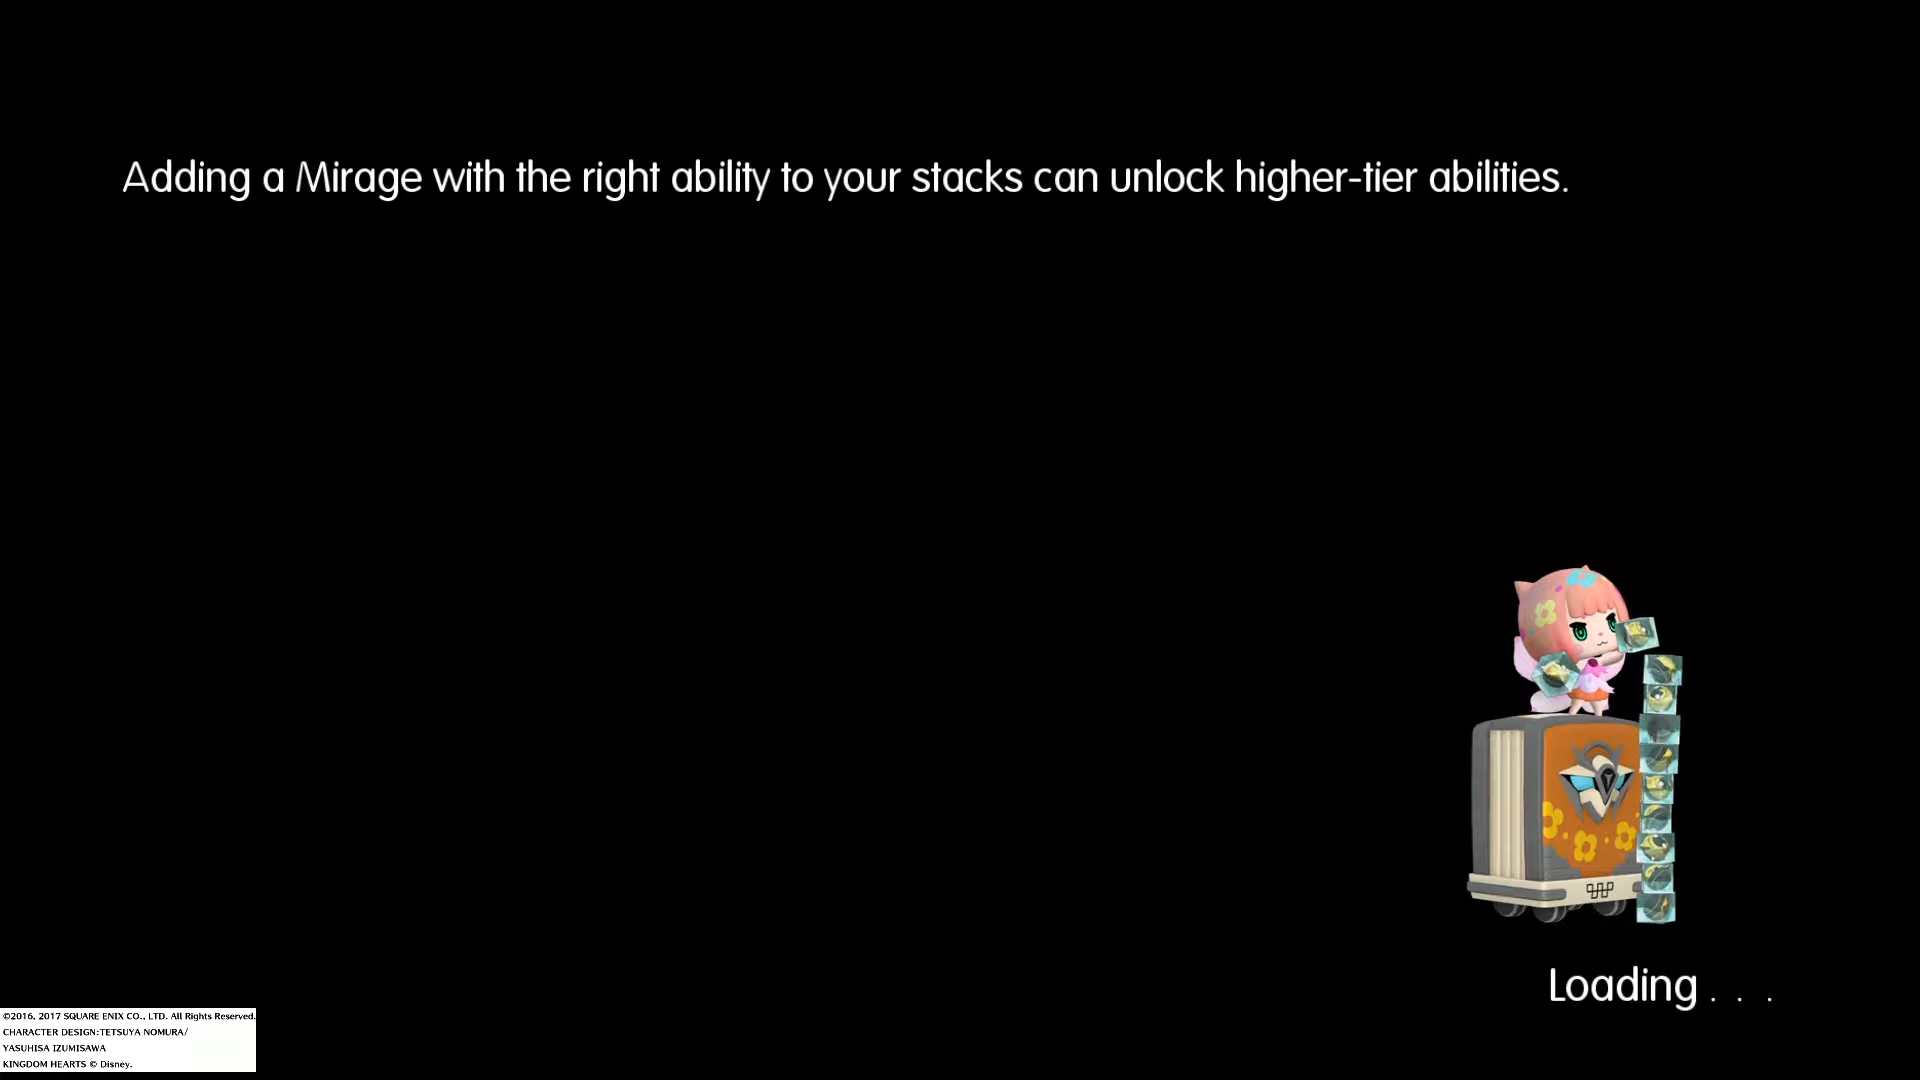 Adding a Mirage with the right ability to your stacks can unlock higher-tier abilities.
Loading . . .
©2016, 2017 SQUARE ENIX CO., LTD. All Rights Reserved.
CHARACTER DESIGN:TETSUYA NOMURA/
YASUHISA IZUMISAWA
KINGDOM HEARTS © Disney.